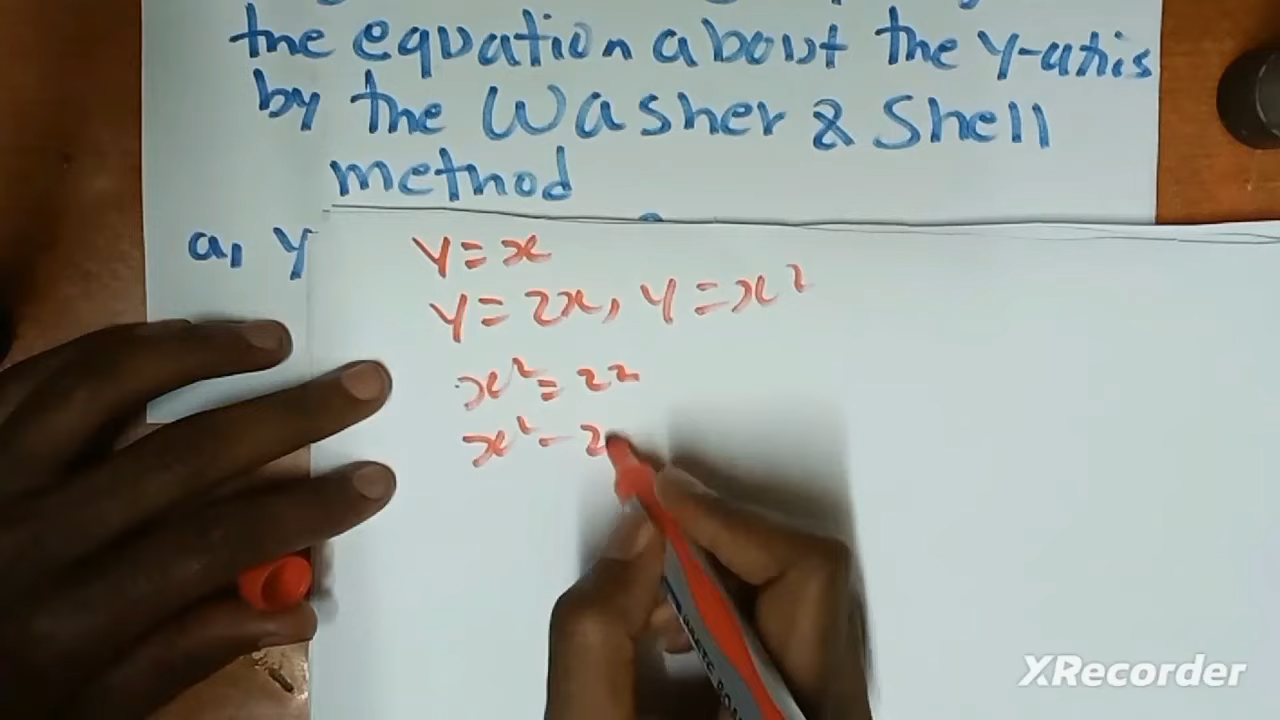 the equation about the Y-axis
by the Washer & Shell
method
a, y
y = x
y = 2x, y = x²
x² = 2x
x² - 2
XRecorder